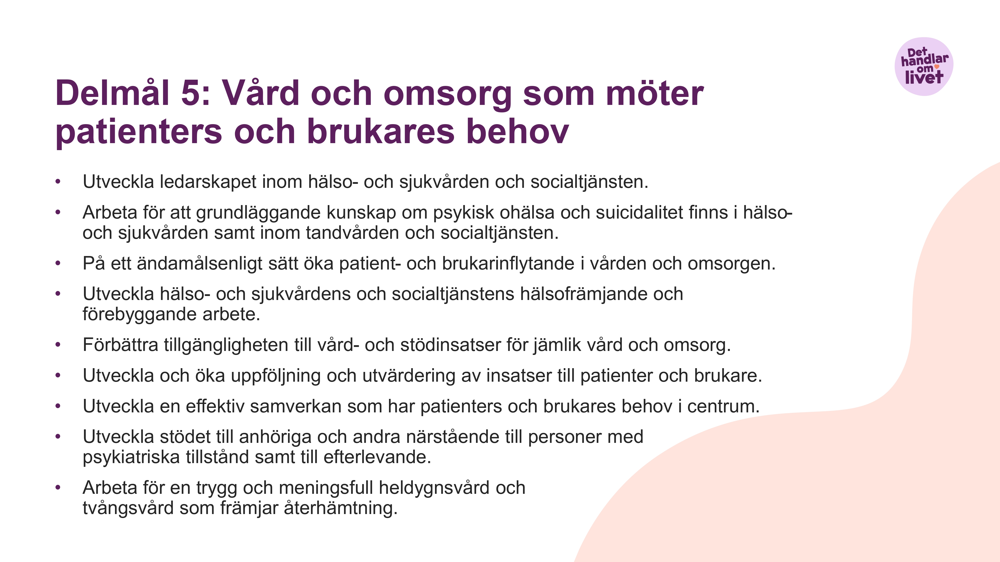 Det
handlar
om
livet
Delmål 5: Vård och omsorg som möter
patienters och brukares behov
• Utveckla ledarskapet inom hälso- och sjukvården och socialtjänsten.
• Arbeta för att grundläggande kunskap om psykisk ohälsa och suicidalitet finns i hälso-
och sjukvården samt inom tandvården och socialtjänsten.
• På ett ändamålsenligt sätt öka patient- och brukarinflytande i vården och omsorgen.
• Utveckla hälso- och sjukvårdens och socialtjänstens hälsofrämjande och
förebyggande arbete.
• Förbättra tillgängligheten till vård- och stödinsatser för jämlik vård och omsorg.
• Utveckla och öka uppföljning och utvärdering av insatser till patienter och brukare.
• Utveckla en effektiv samverkan som har patienters och brukares behov i centrum.
• Utveckla stödet till anhöriga och andra närstående till personer med
psykiatriska tillstånd samt till efterlevande.
• Arbeta för en trygg och meningsfull heldygnsvård och
tvångsvård som främjar återhämtning.